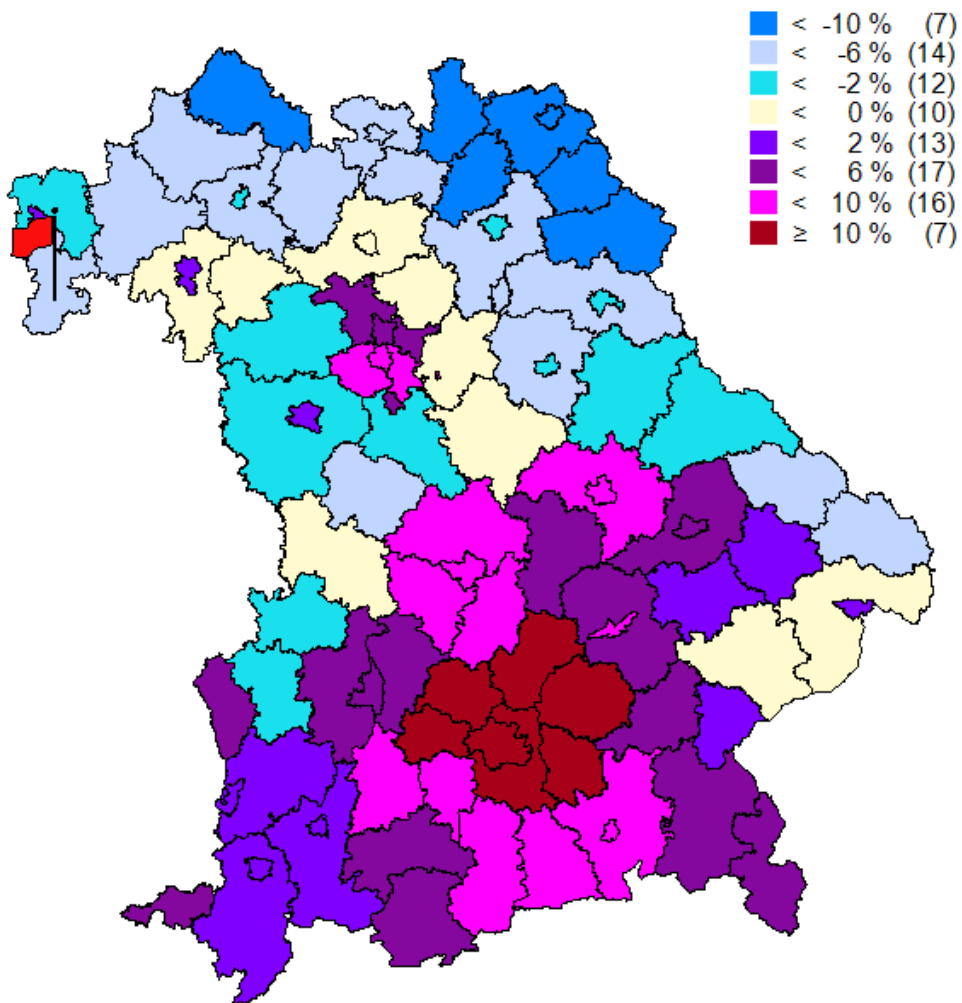 < -10 % (7)
< -6 % (14)
< -2 % (12)
< 0 % (10)
< 2 % (13)
< 6 % (17)
< 10 % (16)
≥ 10 % (7)